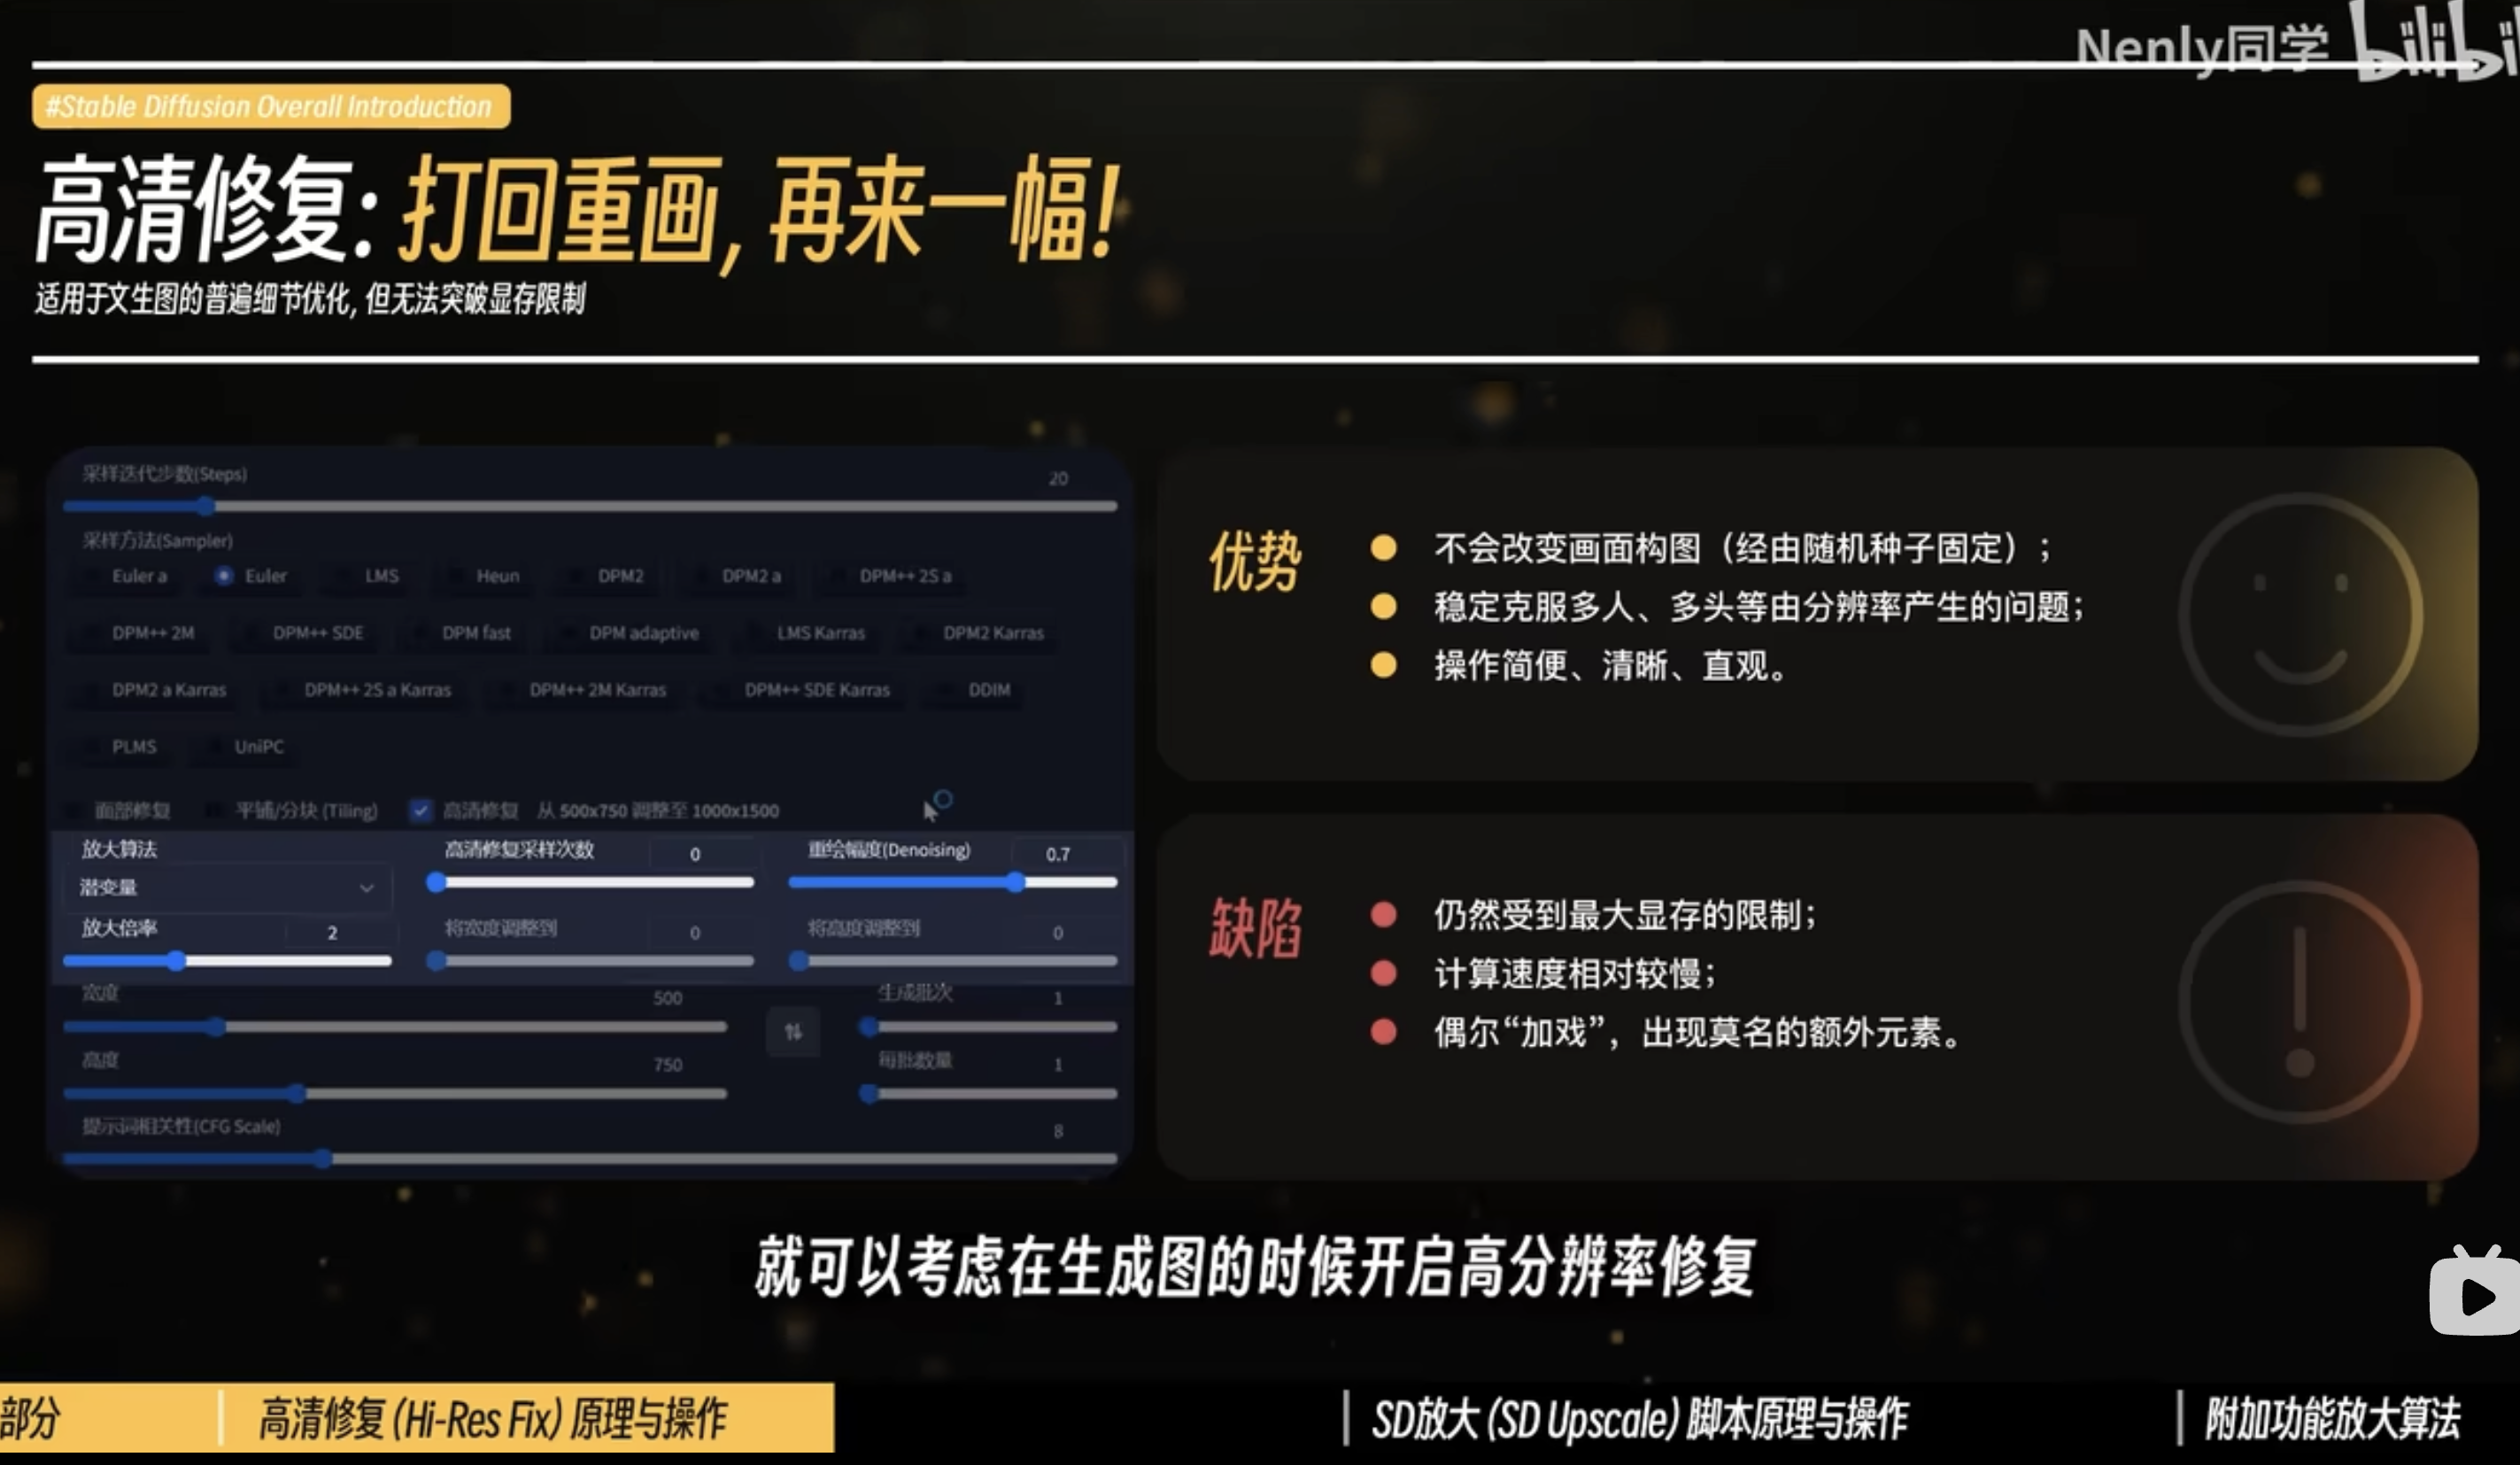 Nenly同学 bilibili
#Stable Diffusion Overall Introduction
高清修复: 打回重画, 再来一幅!
适用于文生图的普遍细节优化, 但无法突破显存限制
采样迭代步数(Steps) 20
采样方法(Sampler)
Euler a Euler LMS Heun DPM2 DPM2 a DPM++ 2S a
DPM++ 2M DPM++ SDE DPM fast DPM adaptive LMS Karras DPM2 Karras
DPM2 a Karras DPM++ 2S a Karras DPM++ 2M Karras DPM++ SDE Karras DDIM
PLMS UniPC
面部修复 平铺/分块 (Tiling) 高清修复 从 500x750 调整至 1000x1500
放大算法 高清修复采样次数 0 重绘幅度(Denoising) 0.7
潜变量
放大倍率 2 将宽度调整到 0 将高度调整到 0
宽度 500 生成批次 1
高度 750 每批数量 1
提示词相关性(CFG Scale) 8
优势
不会改变画面构图（经由随机种子固定）;
稳定克服多人、多头等由分辨率产生的问题;
操作简便、清晰、直观。
缺陷
仍然受到最大显存的限制;
计算速度相对较慢;
偶尔“加戏”，出现莫名的额外元素。
就可以考虑在生成图的时候开启高分辨率修复
部分 高清修复 (Hi-Res Fix) 原理与操作 SD放大 (SD Upscale) 脚本原理与操作 附加功能放大算法